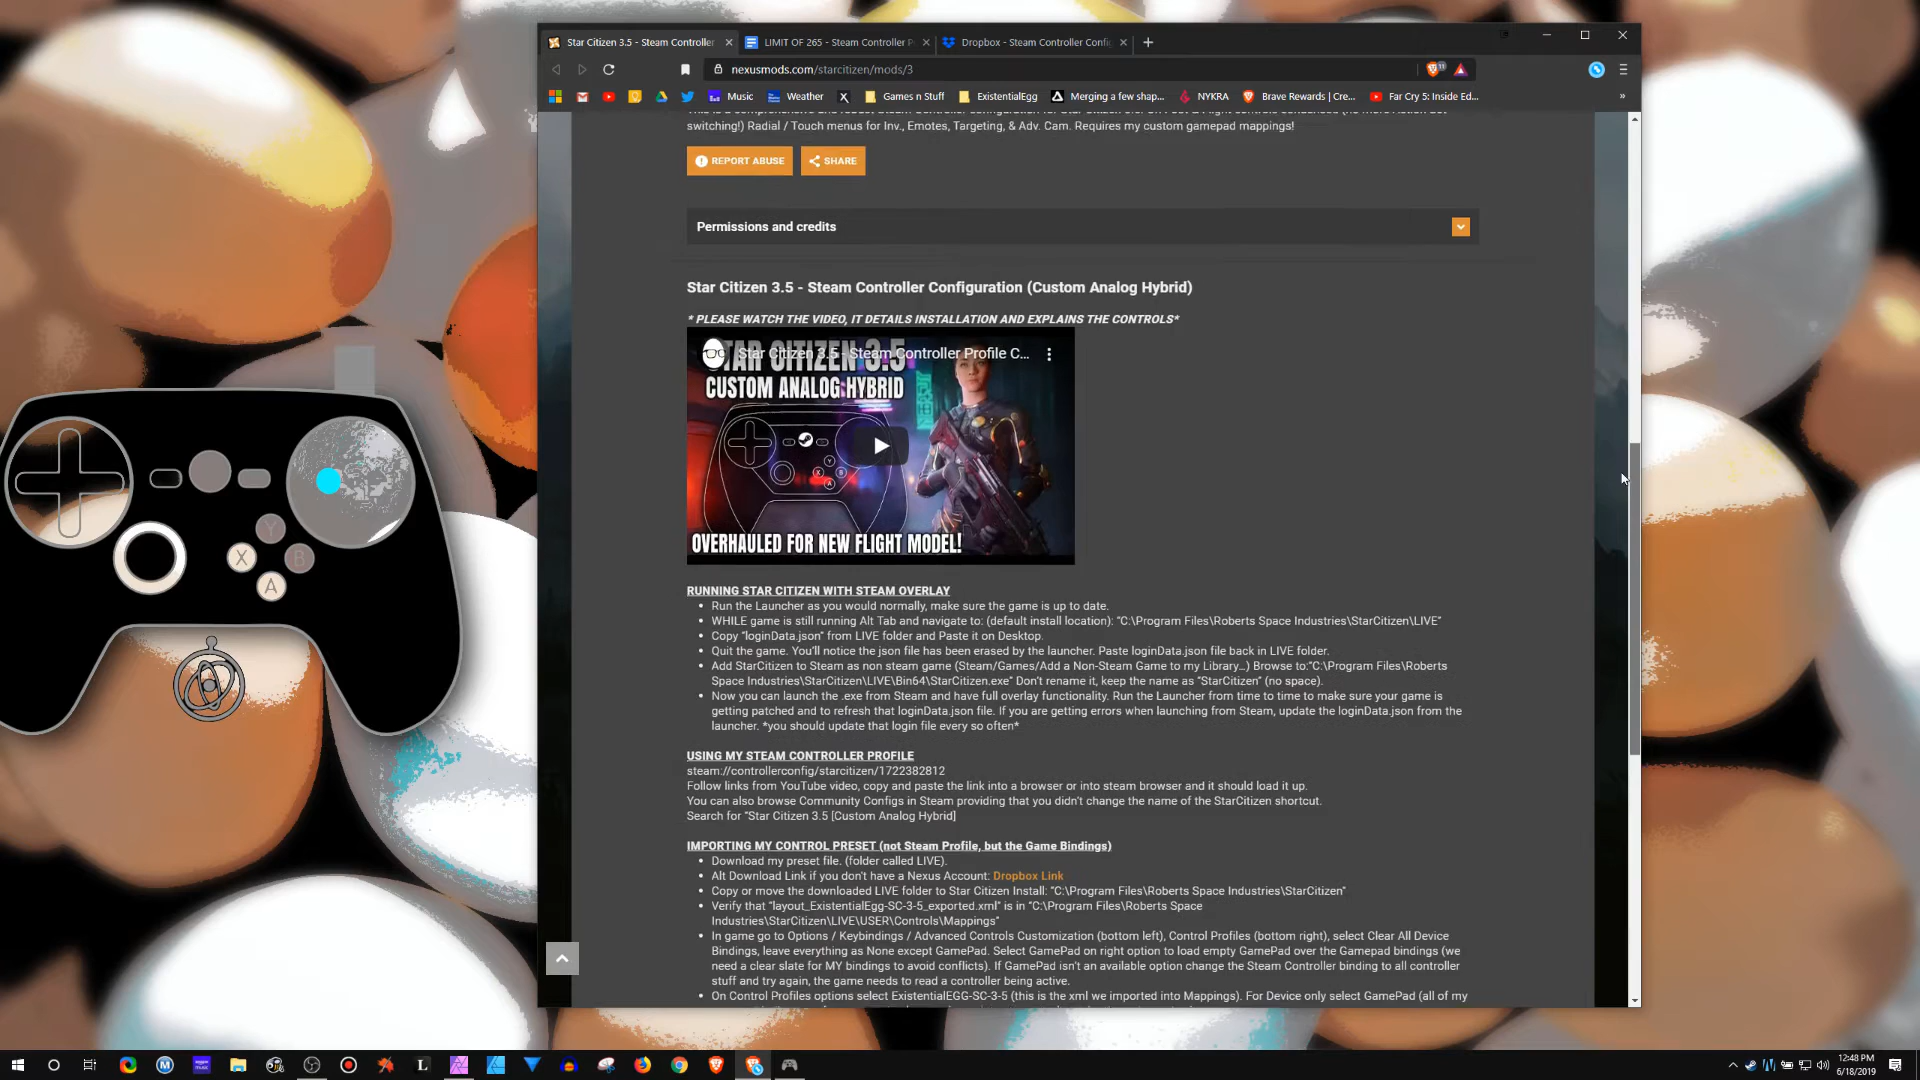 Star Citizen 3.5 - Steam Controller
LIMIT OF 265 - Steam Controller P
Dropbox - Steam Controller Confi
nexusmods.com/starcitizen/mods/3
11
Music
Weather
Games n Stuff
ExistentialEgg
Merging a few shap...
NYKRA
Brave Rewards | Cre...
Far Cry 5: Inside Ed...
switching!) Radial / Touch menus for Inv., Emotes, Targeting, & Adv. Cam. Requires my custom gamepad mappings!
REPORT ABUSE
SHARE
Permissions and credits
Star Citizen 3.5 - Steam Controller Configuration (Custom Analog Hybrid)
* PLEASE WATCH THE VIDEO, IT DETAILS INSTALLATION AND EXPLAINS THE CONTROLS*
Star Citizen 3.5 - Steam Controller Profile C...
STAR CITIZEN 3.5
CUSTOM ANALOG HYBRID
Y
X
B
A
OVERHAULED FOR NEW FLIGHT MODEL!
Y
X
B
A
RUNNING STAR CITIZEN WITH STEAM OVERLAY
• Run the Launcher as you would normally, make sure the game is up to date.
• WHILE game is still running Alt Tab and navigate to: (default install location): "C:\Program Files\Roberts Space Industries\StarCitizen\LIVE"
• Copy "loginData.json" from LIVE folder and Paste it on Desktop.
• Quit the game. You'll notice the json file has been erased by the launcher. Paste loginData.json file back in LIVE folder.
• Add StarCitizen to Steam as non steam game (Steam/Games/Add a Non-Steam Game to my Library...) Browse to:"C:\Program Files\Roberts
Space Industries\StarCitizen\LIVE\Bin64\StarCitizen.exe" Don't rename it, keep the name as "StarCitizen" (no space).
• Now you can launch the .exe from Steam and have full overlay functionality. Run the Launcher from time to time to make sure your game is
getting patched and to refresh that loginData.json file. If you are getting errors when launching from Steam, update the loginData.json from the
launcher. *you should update that login file every so often*
USING MY STEAM CONTROLLER PROFILE
steam://controllerconfig/starcitizen/1722382812
Follow links from YouTube video, copy and paste the link into a browser or into steam browser and it should load it up.
You can also browse Community Configs in Steam providing that you didn't change the name of the StarCitizen shortcut.
Search for "Star Citizen 3.5 [Custom Analog Hybrid]
IMPORTING MY CONTROL PRESET (not Steam Profile, but the Game Bindings)
• Download my preset file. (folder called LIVE).
• Alt Download Link if you don't have a Nexus Account: Dropbox Link
• Copy or move the downloaded LIVE folder to Star Citizen Install: "C:\Program Files\Roberts Space Industries\StarCitizen"
• Verify that "layout_ExistentialEgg-SC-3-5_exported.xml" is in "C:\Program Files\Roberts Space
Industries\StarCitizen\LIVE\USER\Controls\Mappings"
• In game go to Options / Keybindings / Advanced Controls Customization (bottom left), Control Profiles (bottom right), select Clear All Device
Bindings, leave everything as None except GamePad. Select GamePad on right option to load empty GamePad over the Gamepad bindings (we
need a clear slate for MY bindings to avoid conflicts). If GamePad isn't an available option change the Steam Controller binding to all controller
stuff and try again, the game needs to read a controller being active.
• On Control Profiles options select ExistentialEGG-SC-3-5 (this is the xml we imported into Mappings). For Device only select GamePad (all of my
12:48 PM
6/18/2019